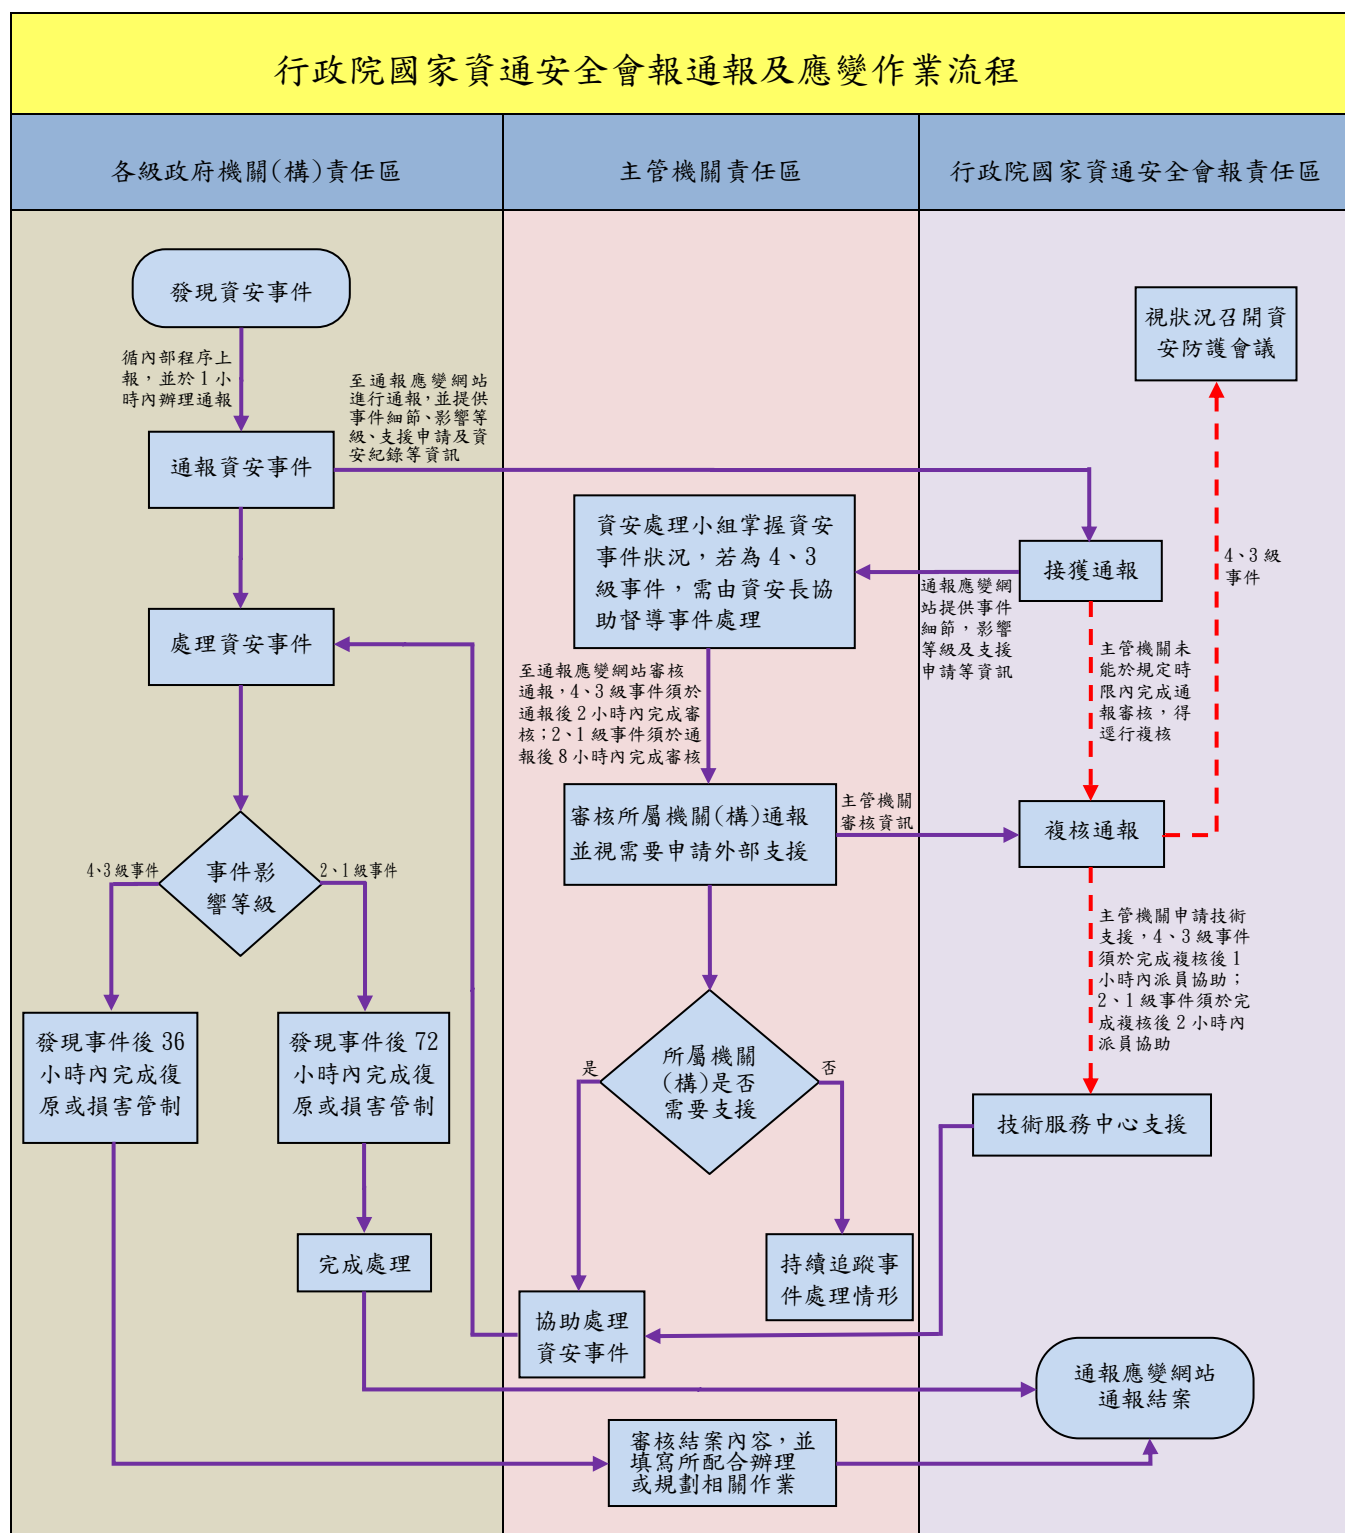 行政院國家資通安全會報通報及應變作業流程
各級政府機關(構)責任區
主管機關責任區
行政院國家資通安全會報責任區
發現資安事件
循內部程序上
報，並於 1 小
時內辦理通報
至通報應變網站
進行通報，並提供
事件細節、影響等
級、支援申請及資
安紀錄等資訊
通報資安事件
處理資安事件
事件影
響等級
4、3 級事件
2、1 級事件
發現事件後 36
小時內完成復
原或損害管制
發現事件後 72
小時內完成復
原或損害管制
完成處理
資安處理小組掌握資安
事件狀況，若為 4、3
級事件，需由資安長協
助督導事件處理
至通報應變網站審核
通報，4、3 級事件須於
通報後 2 小時內完成審
核；2、1 級事件須於通
報後 8 小時內完成審核
審核所屬機關(構)通報
並視需要申請外部支援
主管機關
審核資訊
所屬機關
(構)是否
需要支援
是
否
協助處理
資安事件
持續追蹤事
件處理情形
審核結案內容，並
填寫所配合辦理
或規劃相關作業
視狀況召開資
安防護會議
4、3 級
事件
接獲通報
通報應變網
站提供事件
細節，影響
等級及支援
申請等資訊
主管機關未
能於規定時
限內完成通
報審核，得
逕行複核
複核通報
主管機關申請技術
支援，4、3 級事件
須於完成複核後 1
小時內派員協助；
2、1 級事件須於完
成複核後 2 小時內
派員協助
技術服務中心支援
通報應變網站
通報結案